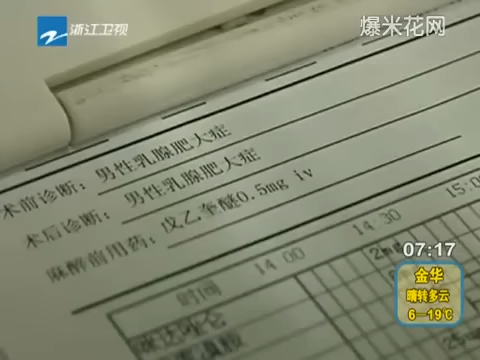 浙江卫视
爆米花网
术前诊断：男性乳腺肥大症
术后诊断：男性乳腺肥大症
麻醉前用药：戊乙奎醚0.5mg iv
时间 14 00 14:30 15:0
07:17
金华
晴转多云
6—19℃